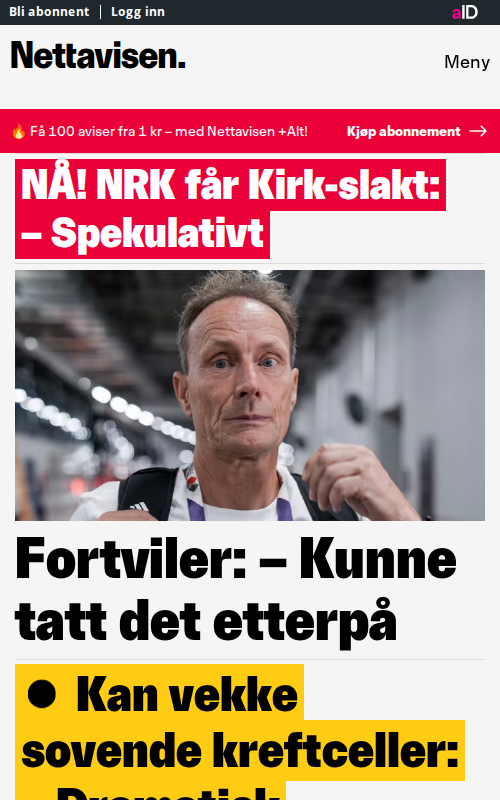 Bli abonnent | Logg inn
aID
Nettavisen.
Meny
🔥 Få 100 aviser fra 1 kr – med Nettavisen +Alt!
Kjøp abonnement →
NÅ! NRK får Kirk-slakt:
– Spekulativt
Fortviler: – Kunne
tatt det etterpå
● Kan vekke
sovende kreftceller: